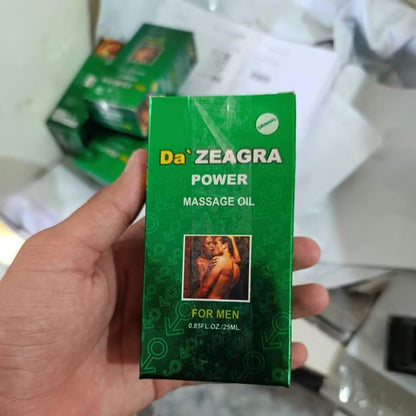 ORIGINAL
Da` ZEAGRA
POWER
MASSAGE OIL
FOR MEN
0.85FL.OZ./25ML.